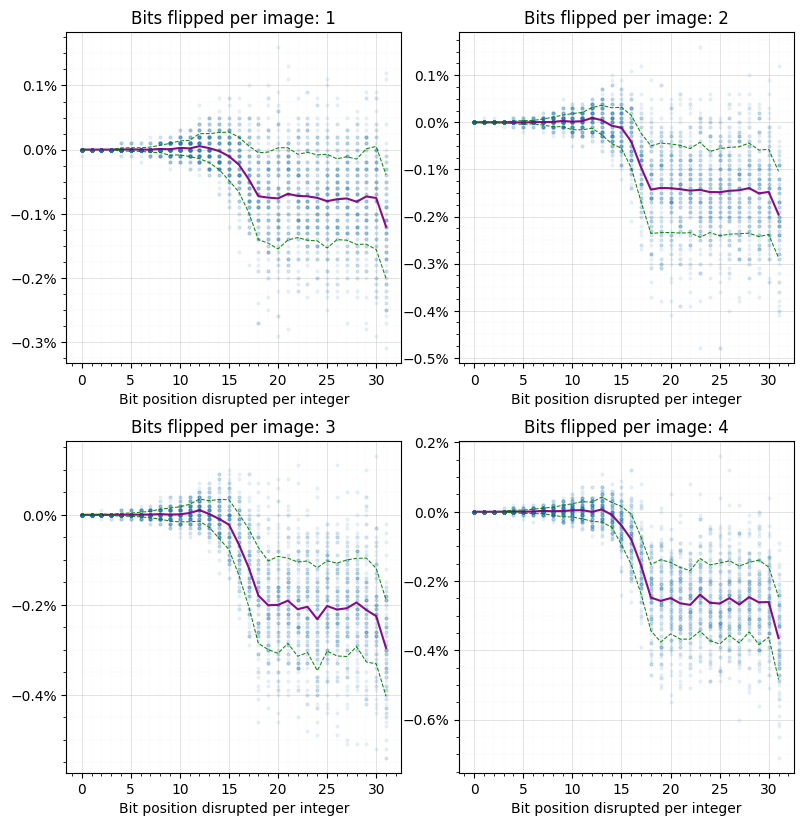 Bits flipped per image: 1
0.1%
0.0%
−0.1%
−0.2%
−0.3%
0 5 10 15 20 25 30
Bit position disrupted per integer
Bits flipped per image: 2
0.1%
0.0%
−0.1%
−0.2%
−0.3%
−0.4%
−0.5%
0 5 10 15 20 25 30
Bit position disrupted per integer
Bits flipped per image: 3
0.0%
−0.2%
−0.4%
0 5 10 15 20 25 30
Bit position disrupted per integer
Bits flipped per image: 4
0.2%
0.0%
−0.2%
−0.4%
−0.6%
0 5 10 15 20 25 30
Bit position disrupted per integer